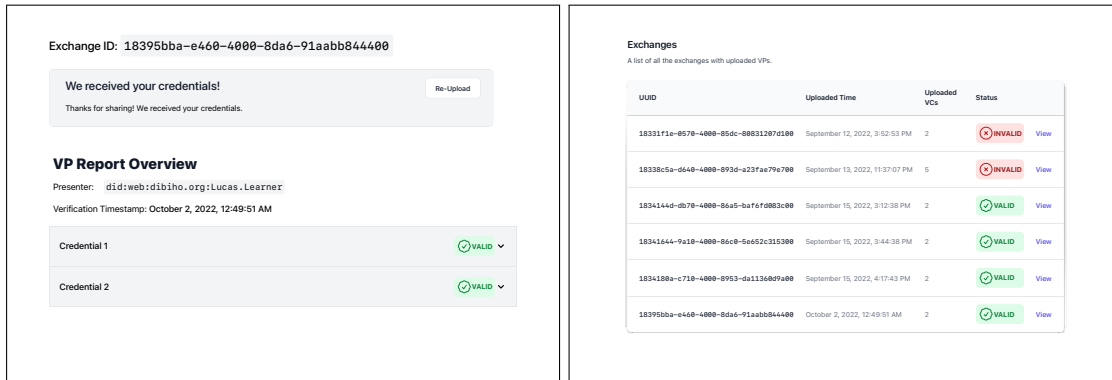 Exchange ID: 18395bba-e460-4000-8da6-91aabb844400
We received your credentials!
Re-Upload
Thanks for sharing! We received your credentials.
VP Report Overview
Presenter: did:web:dibiho.org:Lucas.Learner
Verification Timestamp: October 2, 2022, 12:49:51 AM
Credential 1 VALID
Credential 2 VALID
Exchanges
A list of all the exchanges with uploaded VPs.
UUID Uploaded Time Uploaded VCs Status
18331f1e-0570-4000-85dc-80831207d100 September 12, 2022, 3:52:53 PM 2 INVALID View
18338c5a-d640-4000-893d-a23fae79e700 September 13, 2022, 11:37:07 PM 5 INVALID View
1834144d-db70-4000-86a5-baf6fd083c00 September 15, 2022, 3:12:38 PM 2 VALID View
18341644-9a10-4000-86c0-5e652c315300 September 15, 2022, 3:44:38 PM 2 VALID View
1834180a-c710-4000-8953-da11360d9a00 September 15, 2022, 4:17:43 PM 2 VALID View
18395bba-e460-4000-8da6-91aabb844400 October 2, 2022, 12:49:51 AM 2 VALID View